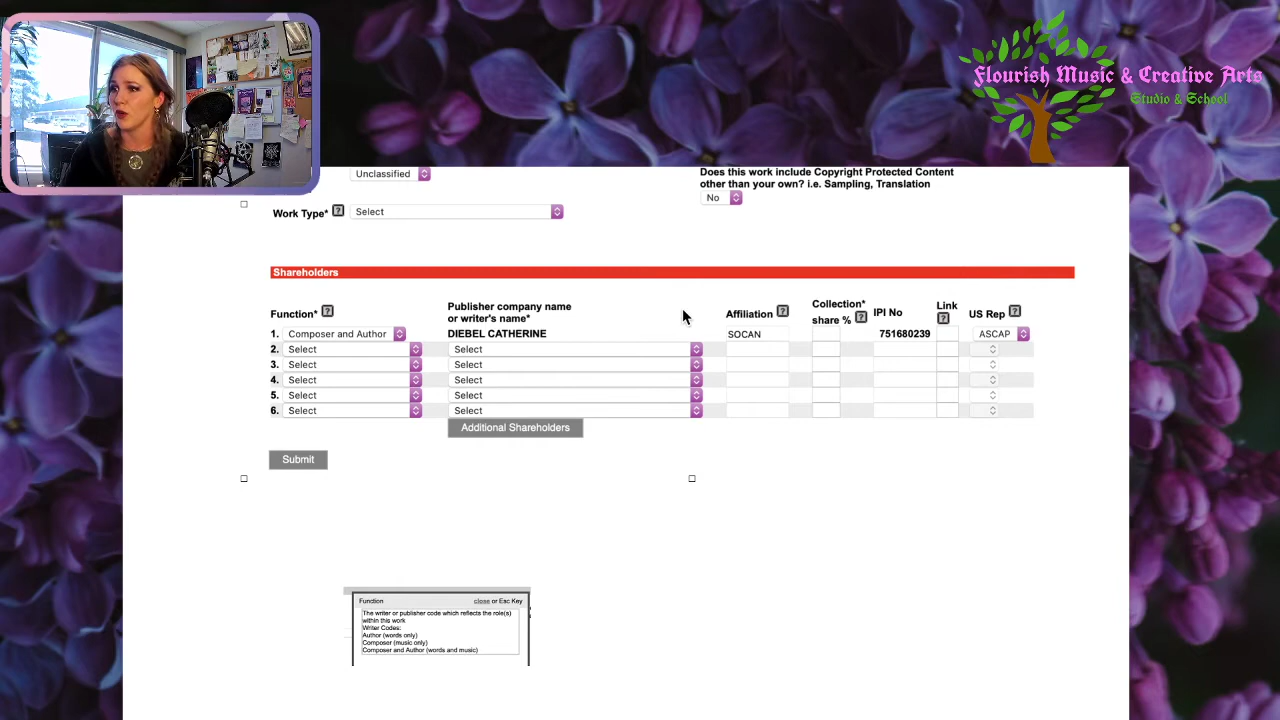 Flourish Music & Creative Arts
Studio & School
Unclassified
Does this work include Copyright Protected Content
other than your own? i.e. Sampling, Translation
No
Work Type* ? Select
Shareholders
Function* ?
Publisher company name
or writer's name*
Affiliation ?
Collection*
share % ?
IPI No
Link
?
US Rep ?
1. Composer and Author DIEBEL CATHERINE SOCAN 751680239 ASCAP
2. Select Select
3. Select Select
4. Select Select
5. Select Select
6. Select Select
Additional Shareholders
Submit
Function close or Esc Key
The writer or publisher code which reflects the role(s)
within this work
Writer Codes:
Author (words only)
Composer (music only)
Composer and Author (words and music)